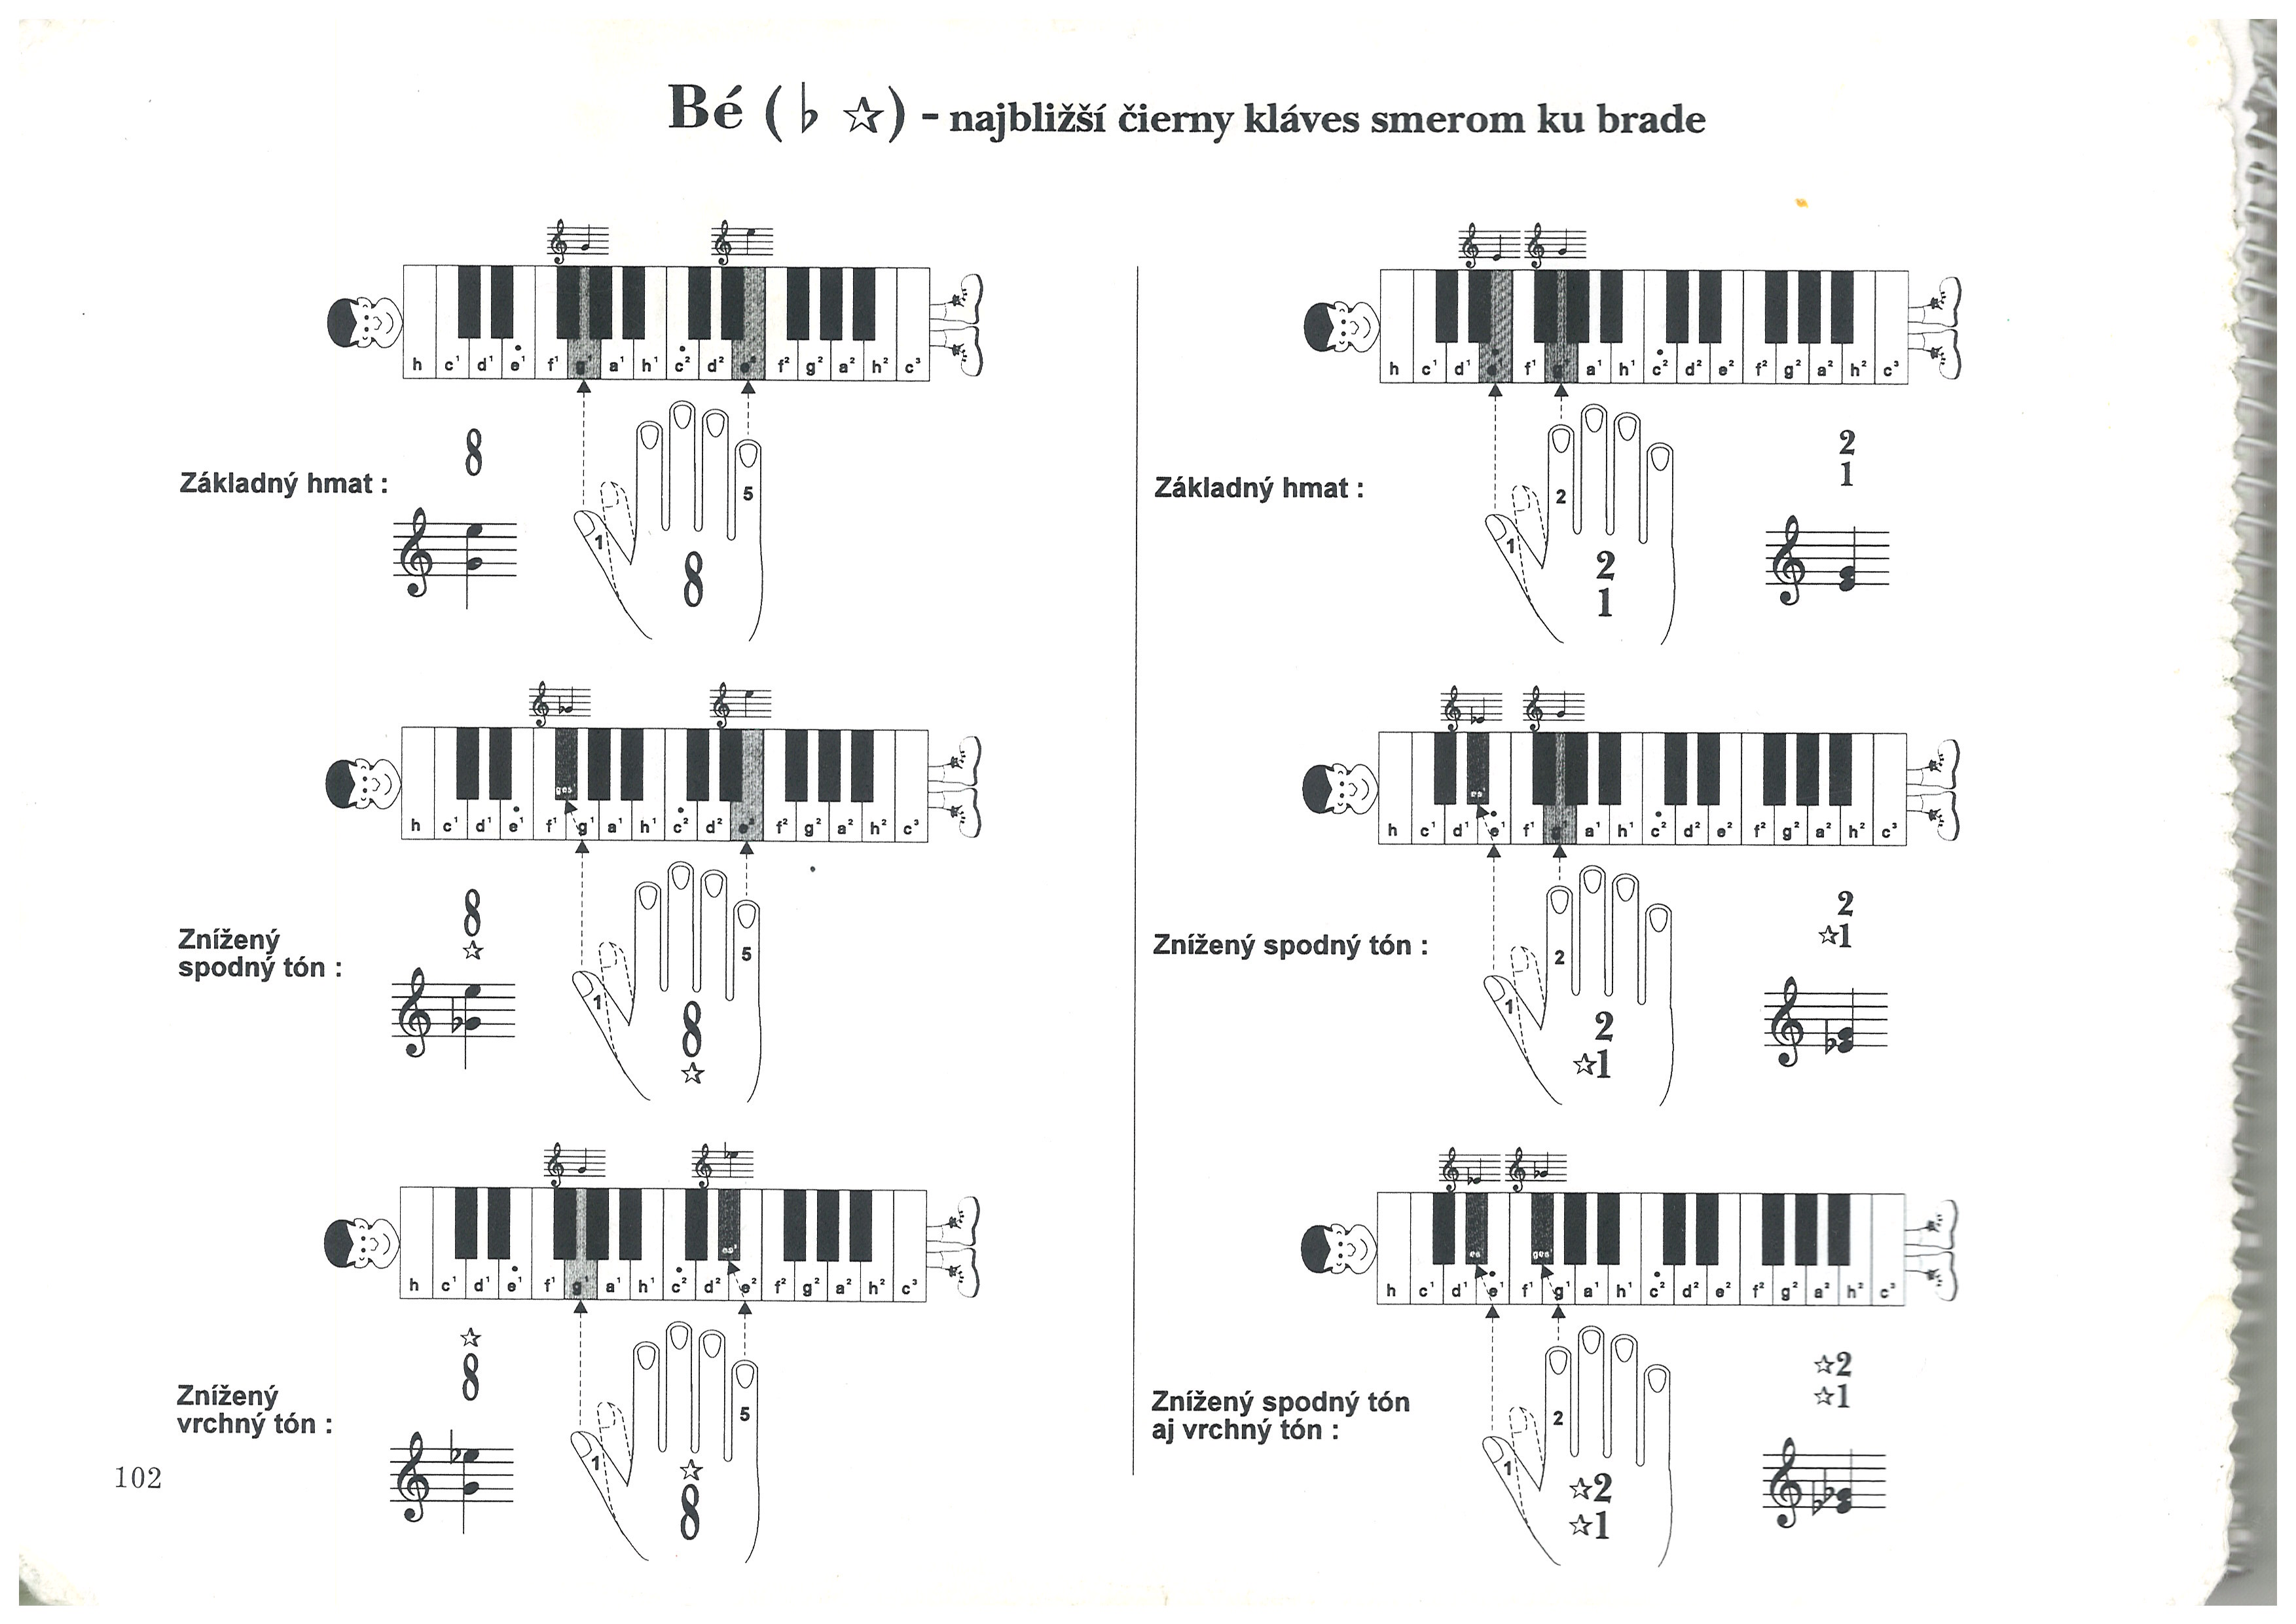 Bé (♭ ☆) - najbližší čierny kláves smerom ku brade
h c¹ d¹ e¹ f¹ g¹ a¹ h¹ c² d² f² g² a² h² c³
Základný hmat :
8
1
5
8
ges¹
h c¹ d¹ e¹ f¹ g¹ a¹ h¹ c² d² f² g² a² h² c³
Znížený
spodný tón :
8
☆
1
5
8
☆
es²
h c¹ d¹ e¹ f¹ g¹ a¹ h¹ c² d² e² f² g² a² h² c³
Znížený
vrchný tón :
☆
8
1
5
☆
8
h c¹ d¹ f¹ g¹ a¹ h¹ c² d² e² f² g² a² h² c³
Základný hmat :
2
1
1
2
2
1
es¹
h c¹ d¹ e¹ f¹ g¹ a¹ h¹ c² d² e² f² g² a² h² c³
Znížený spodný tón :
2
☆1
1
2
2
☆1
es¹ ges¹
h c¹ d¹ e¹ f¹ g¹ a¹ h¹ c² d² e² f² g² a² h² c³
Znížený spodný tón
aj vrchný tón :
☆2
☆1
1
2
☆2
☆1
102